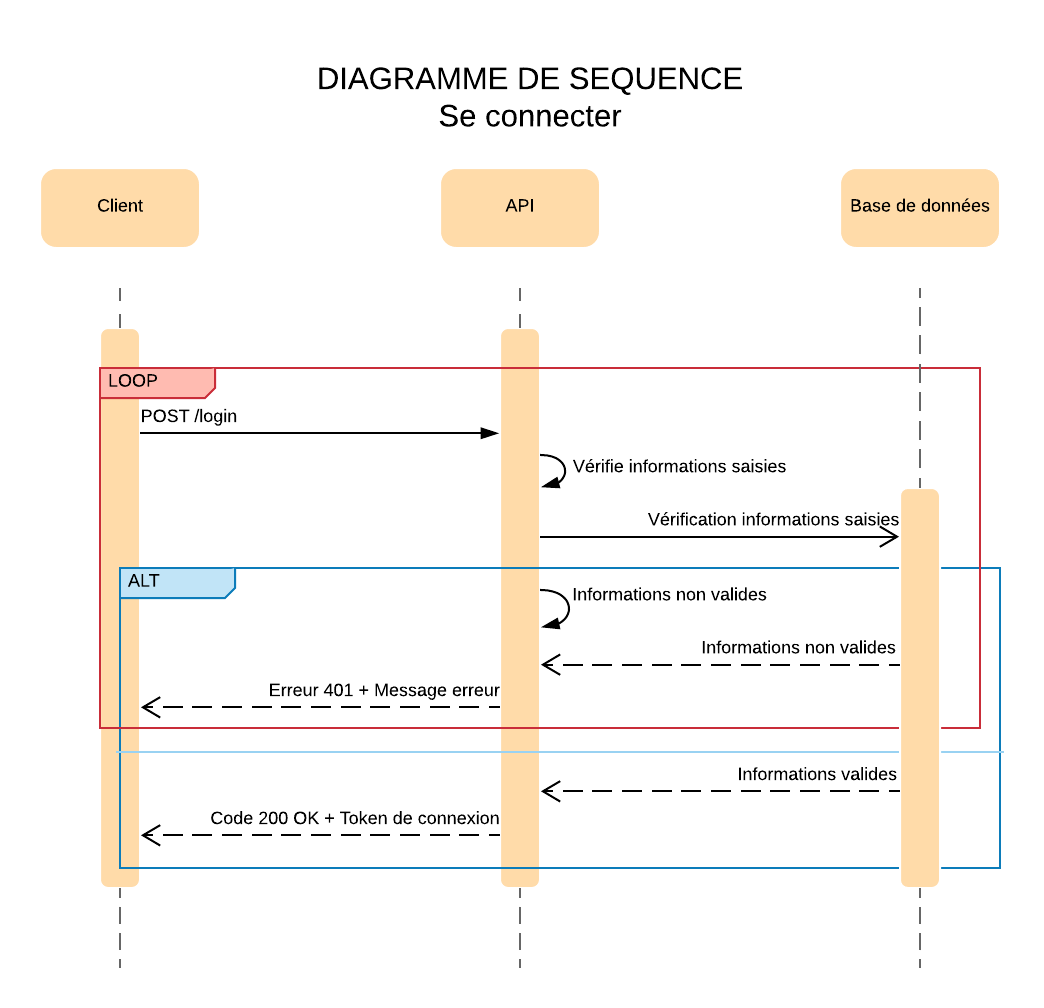 DIAGRAMME DE SEQUENCE
Se connecter
Client
API
Base de données
LOOP
POST /login
Vérifie informations saisies
Vérification informations saisies
ALT
Informations non valides
Informations non valides
Erreur 401 + Message erreur
Informations valides
Code 200 OK + Token de connexion